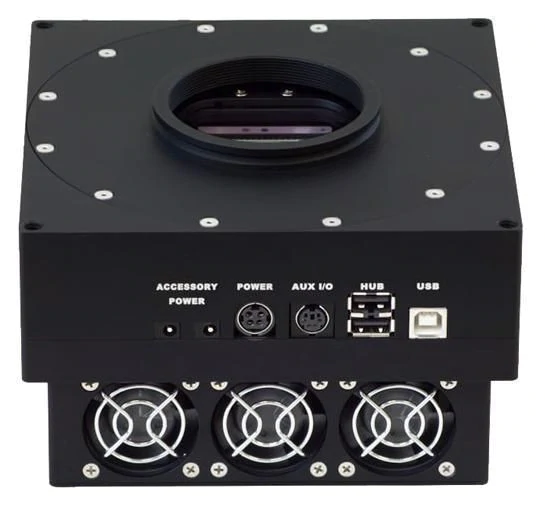 ACCESSORY
POWER
POWER
AUX I/O
HUB
USB